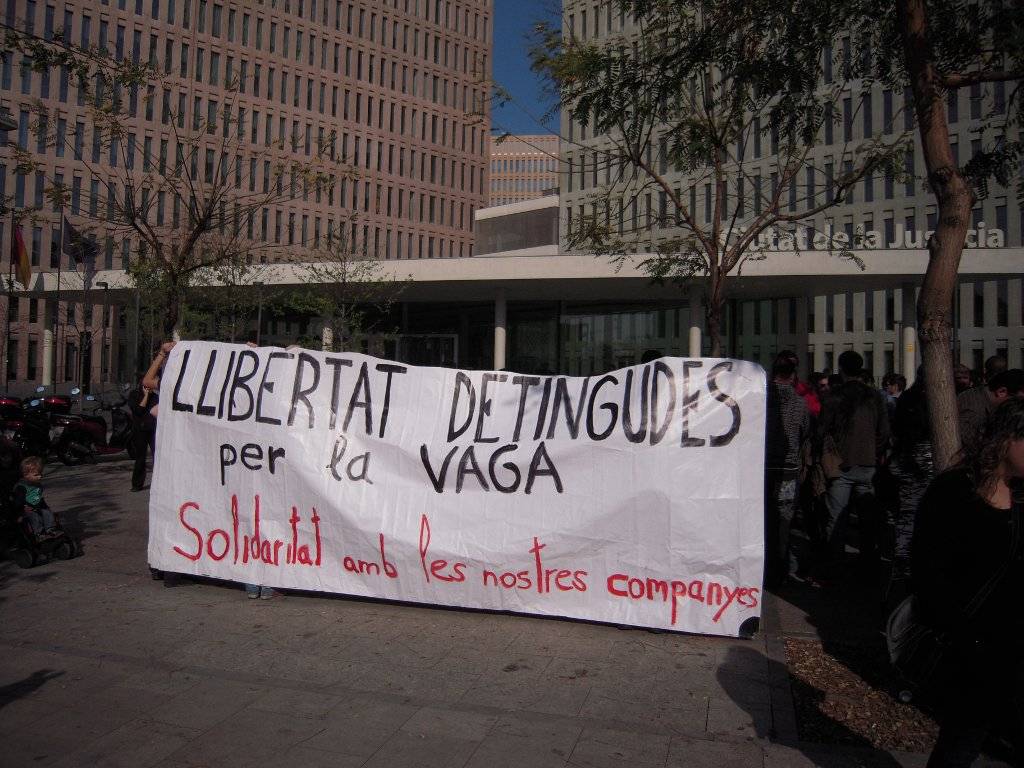 Ciutat de la Justícia
LLIBERTAT DETINGUDES
per la VAGA
Solidaritat amb les nostres companyes